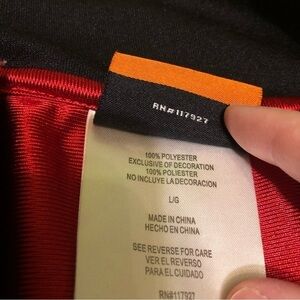 RN#117927
100% POLYESTER
EXCLUSIVE OF DECORATION
100% POLIESTER
NO INCLUYE LA DECORACION
L/G
MADE IN CHINA
HECHO EN CHINA
SEE REVERSE FOR CARE
VER EL REVERSO
PARA EL CUIDADO
RN#117927